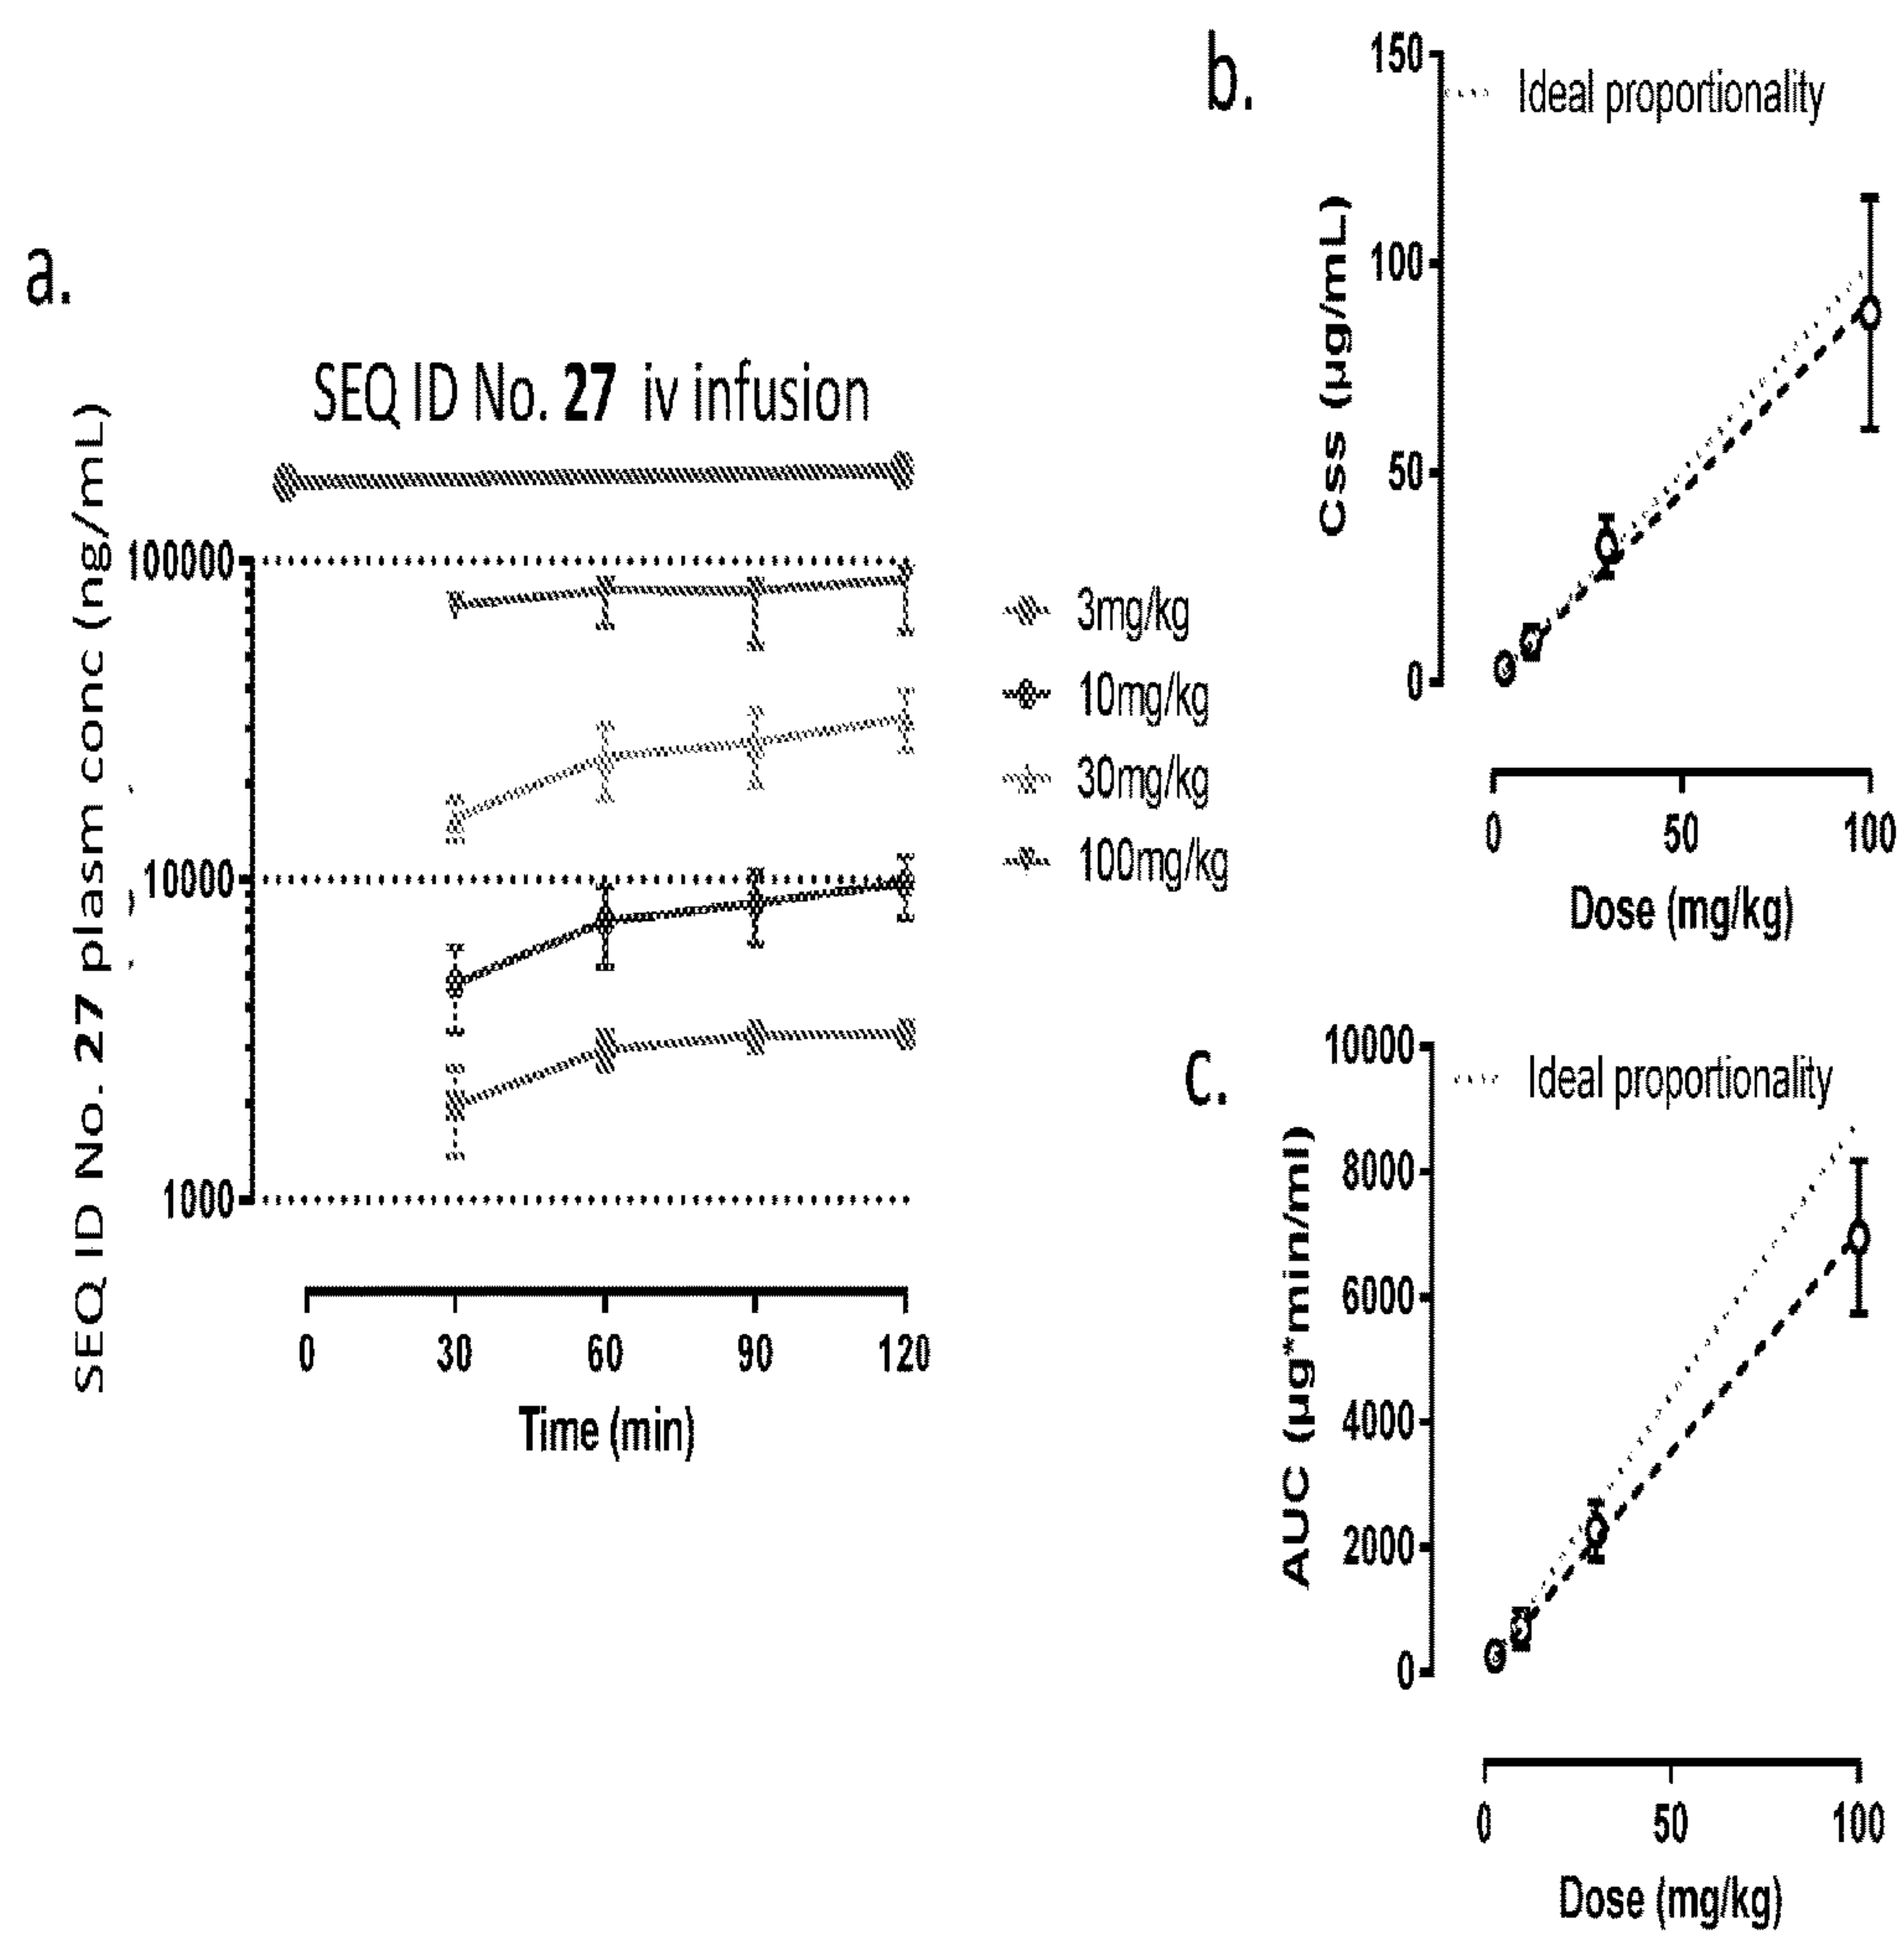 a.
SEQ ID No. 27 iv infusion
SEQ ID No. 27 plasm conc (ng/mL)
100000
10000
1000
0 30 60 90 120
Time (min)
3mg/kg
10mg/kg
30mg/kg
100mg/kg
b.
Ideal proportionality
Css (µg/mL)
150
100
50
0
0 50 100
Dose (mg/kg)
c.
Ideal proportionality
AUC (µg*min/ml)
10000
8000
6000
4000
2000
0
0 50 100
Dose (mg/kg)